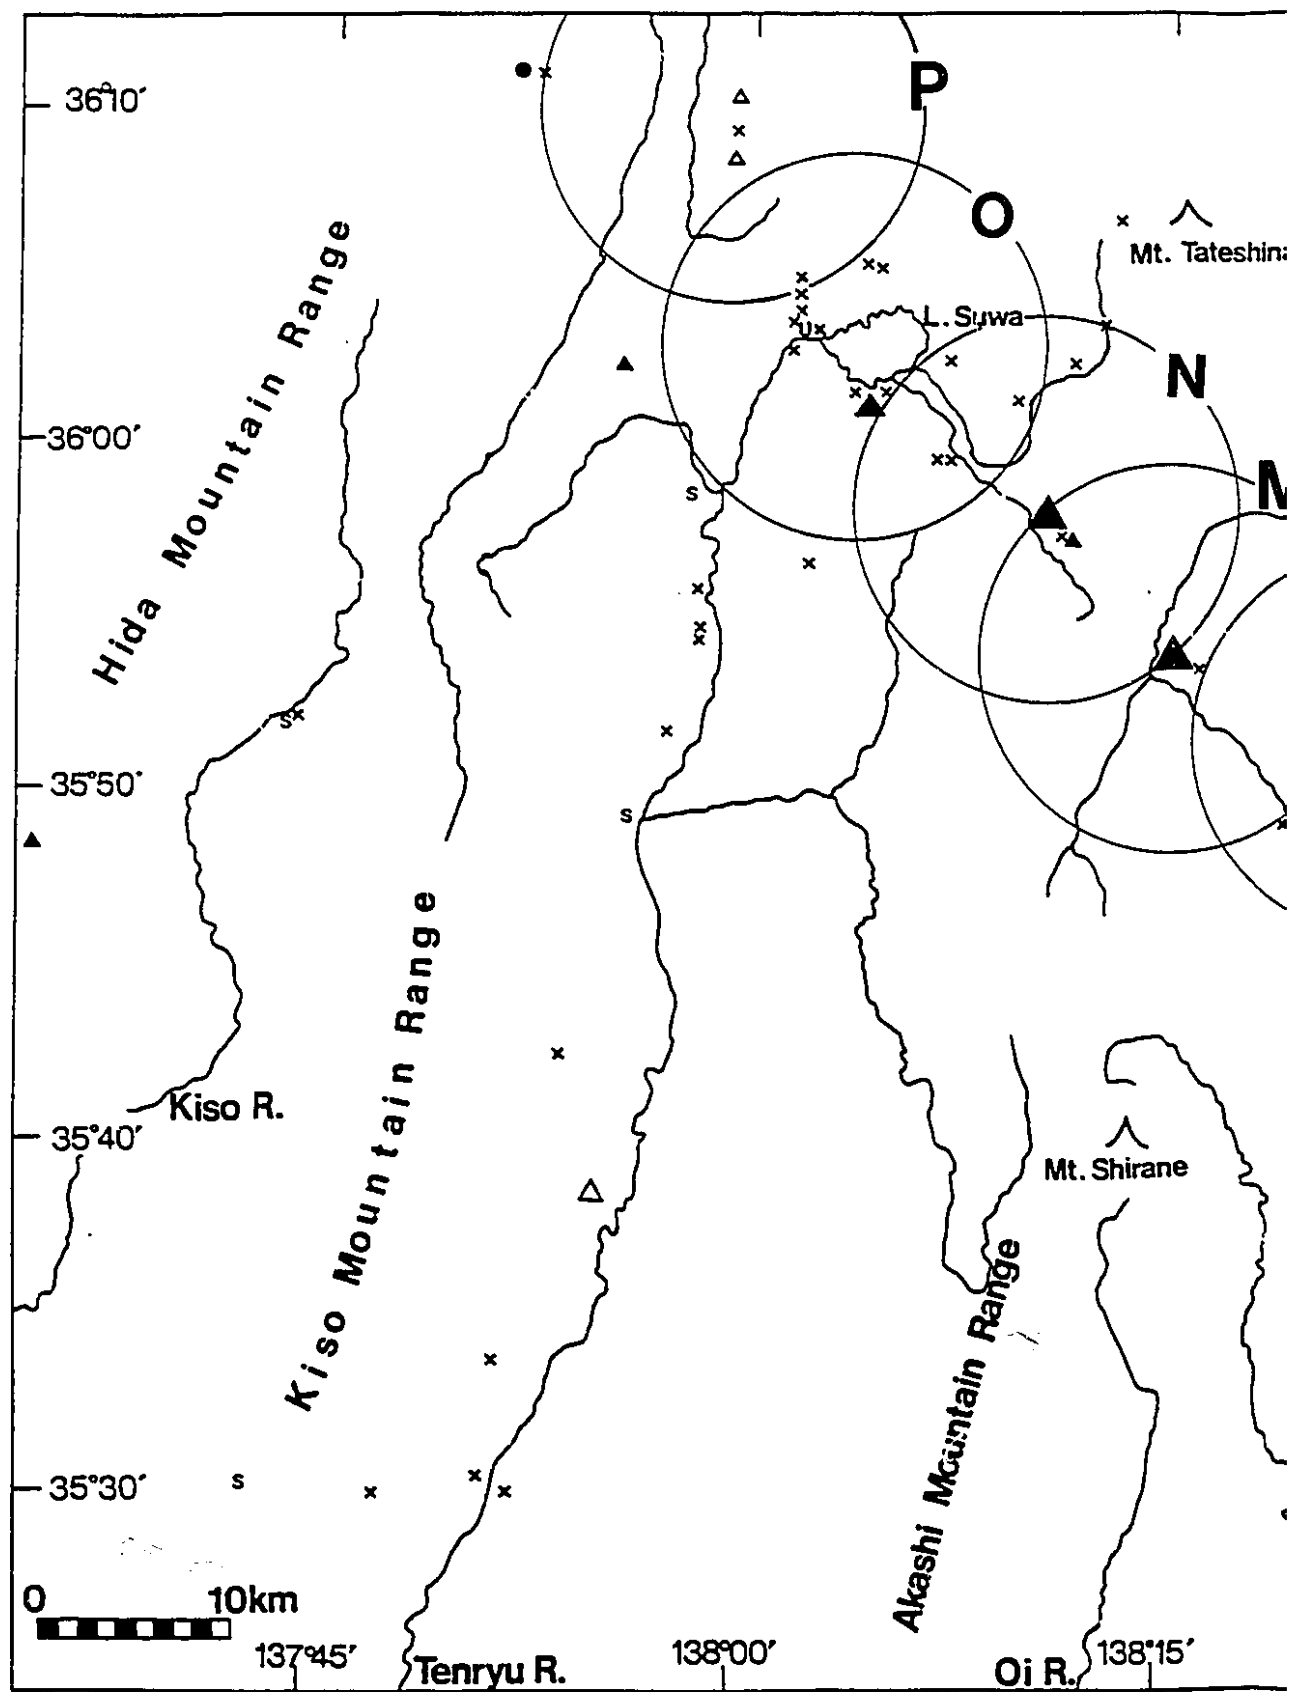 P
36°10′
O
Mt. Tateshina
Hida Mountain Range
L. Suwa
U
N
36°00′
M
S
S
35°50′
S
Kiso Mountain Range
Kiso R.
35°40′
Mt. Shirane
Akashi Mountain Range
35°30′
S
0 10km
137°45′
138°00′
138°15′
Tenryu R.
Oi R.